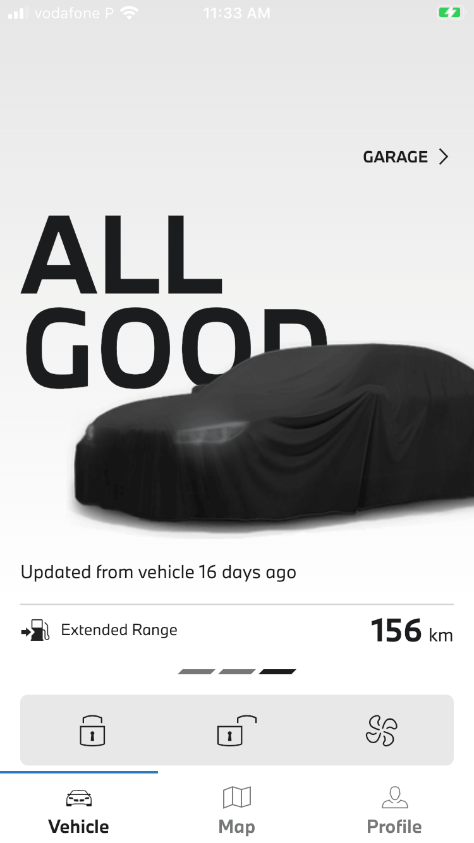 vodafone P 11:33 AM
GARAGE
ALL
GOOD
Updated from vehicle 16 days ago
Extended Range 156 km
Vehicle Map Profile